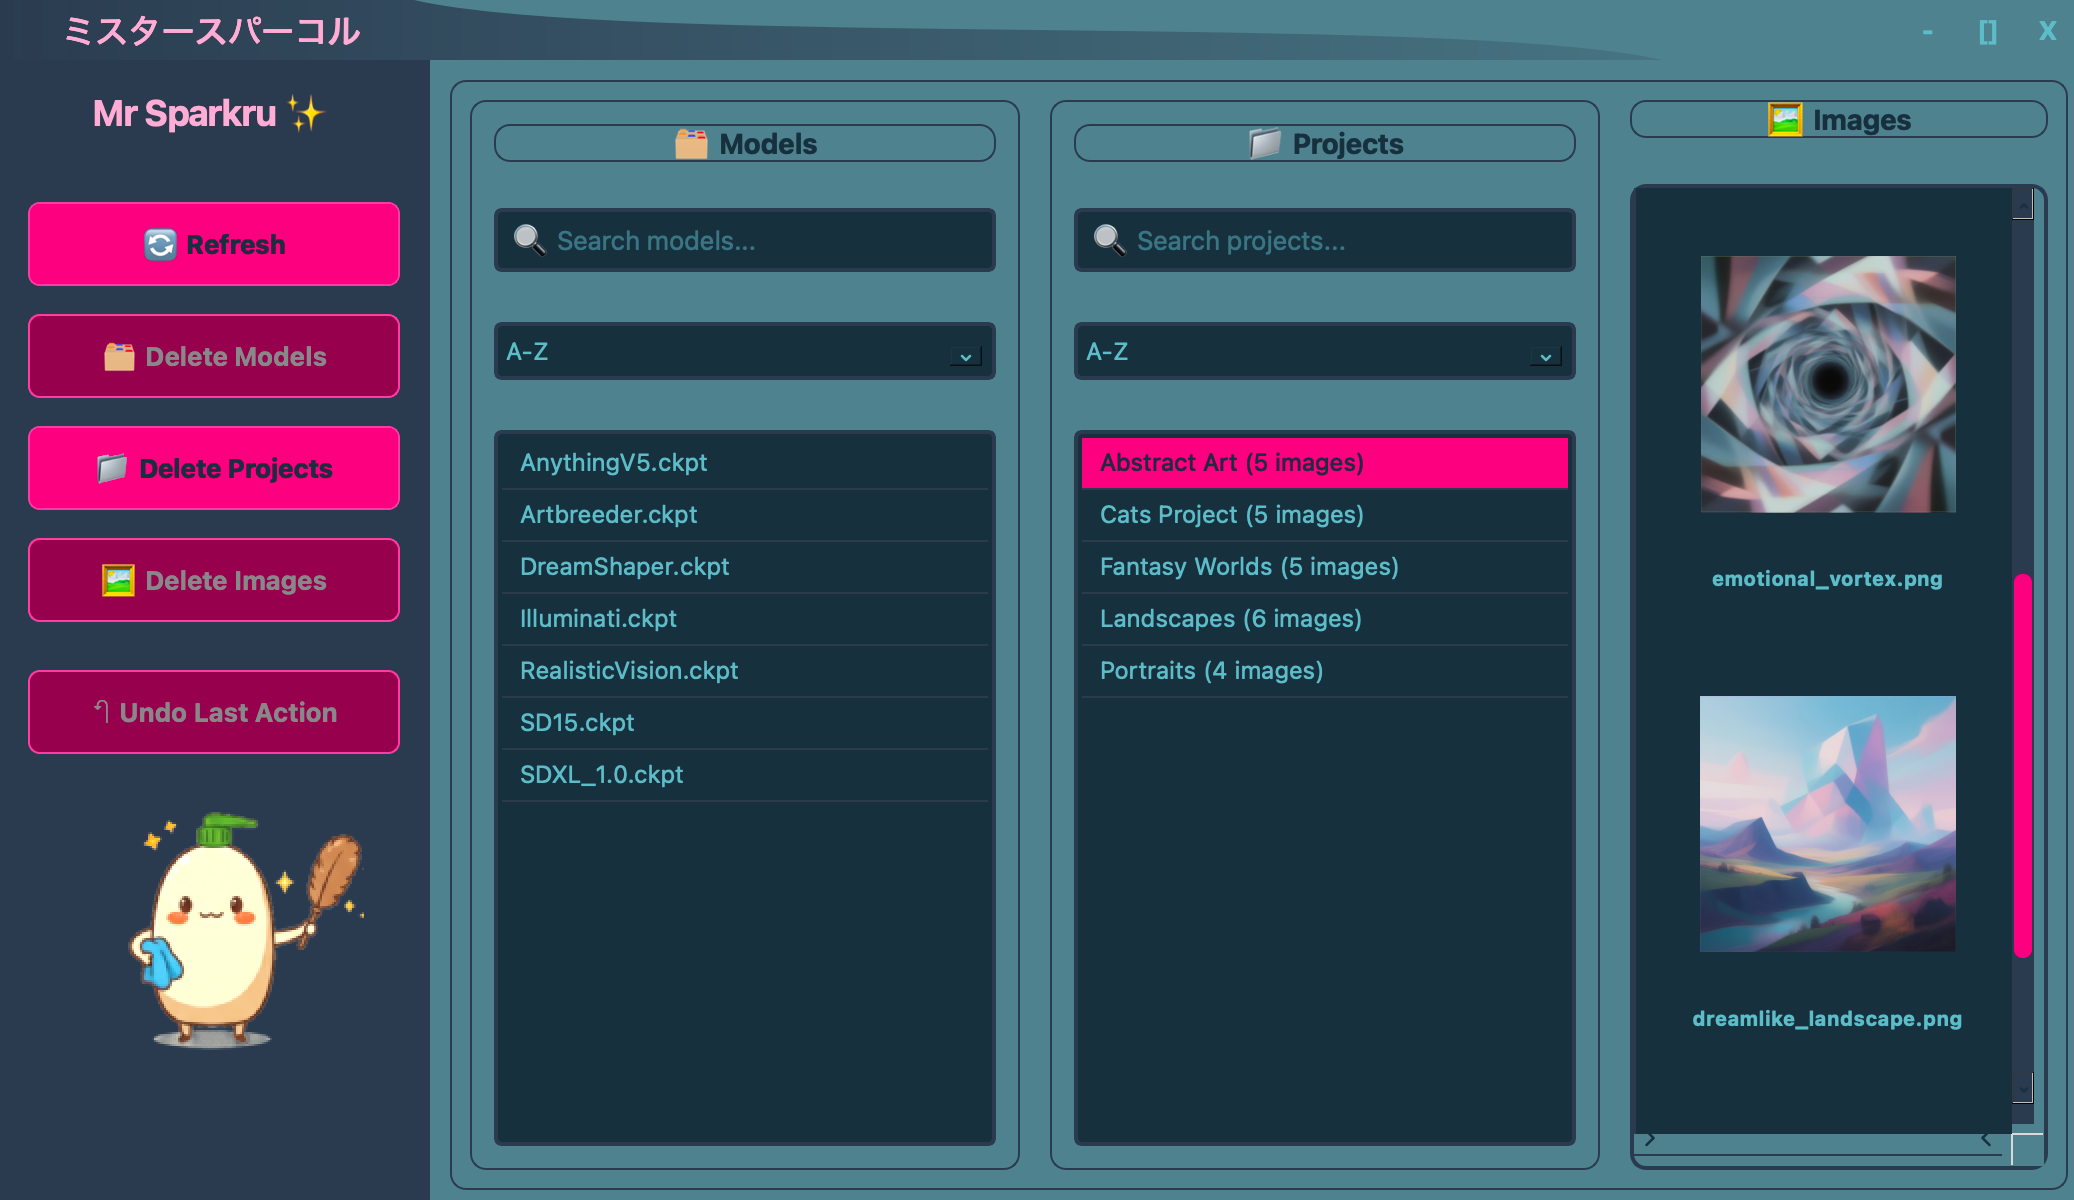 ミスタースパーコル
- [] X
Mr Sparkru ✨
Refresh
Delete Models
Delete Projects
Delete Images
Undo Last Action
Models
Search models...
A-Z
AnythingV5.ckpt
Artbreeder.ckpt
DreamShaper.ckpt
Illuminati.ckpt
RealisticVision.ckpt
SD15.ckpt
SDXL_1.0.ckpt
Projects
Search projects...
A-Z
Abstract Art (5 images)
Cats Project (5 images)
Fantasy Worlds (5 images)
Landscapes (6 images)
Portraits (4 images)
Images
emotional_vortex.png
dreamlike_landscape.png